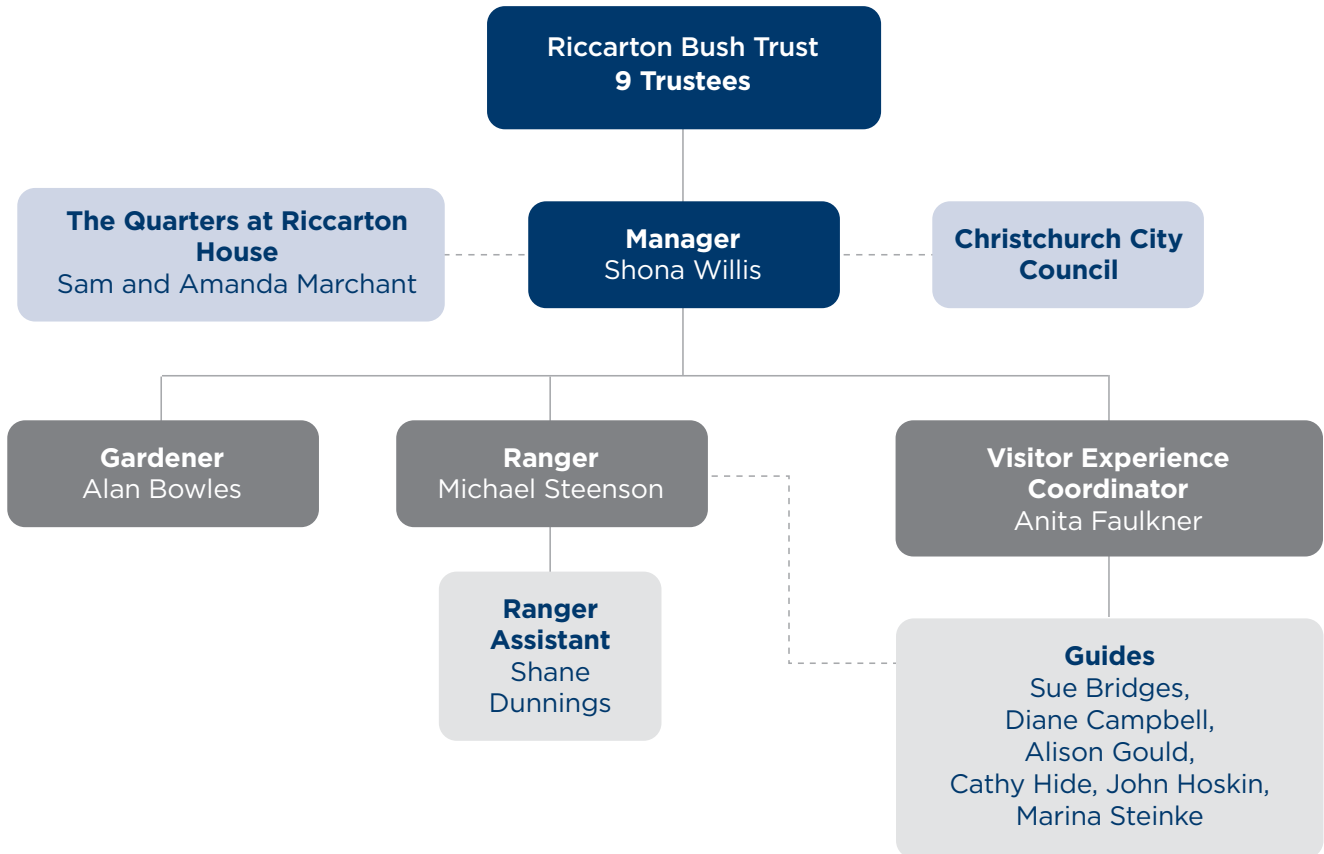 Riccarton Bush Trust
9 Trustees
The Quarters at Riccarton
House
Sam and Amanda Marchant
Manager
Shona Willis
Christchurch City
Council
Gardener
Alan Bowles
Ranger
Michael Steenson
Visitor Experience
Coordinator
Anita Faulkner
Ranger
Assistant
Shane
Dunnings
Guides
Sue Bridges,
Diane Campbell,
Alison Gould,
Cathy Hide, John Hoskin,
Marina Steinke